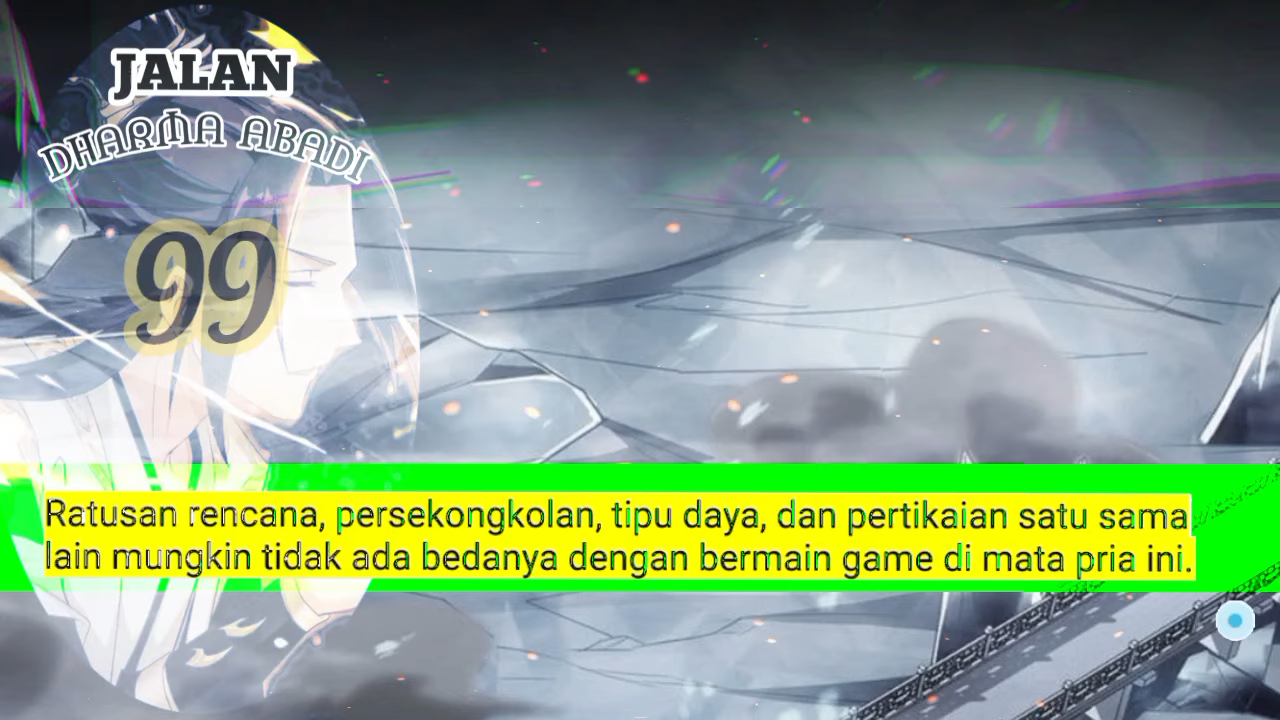 JALAN
DHARMA ABADI
99
Ratusan rencana, persekongkolan, tipu daya, dan pertikaian satu sama
lain mungkin tidak ada bedanya dengan bermain game di mata pria ini.